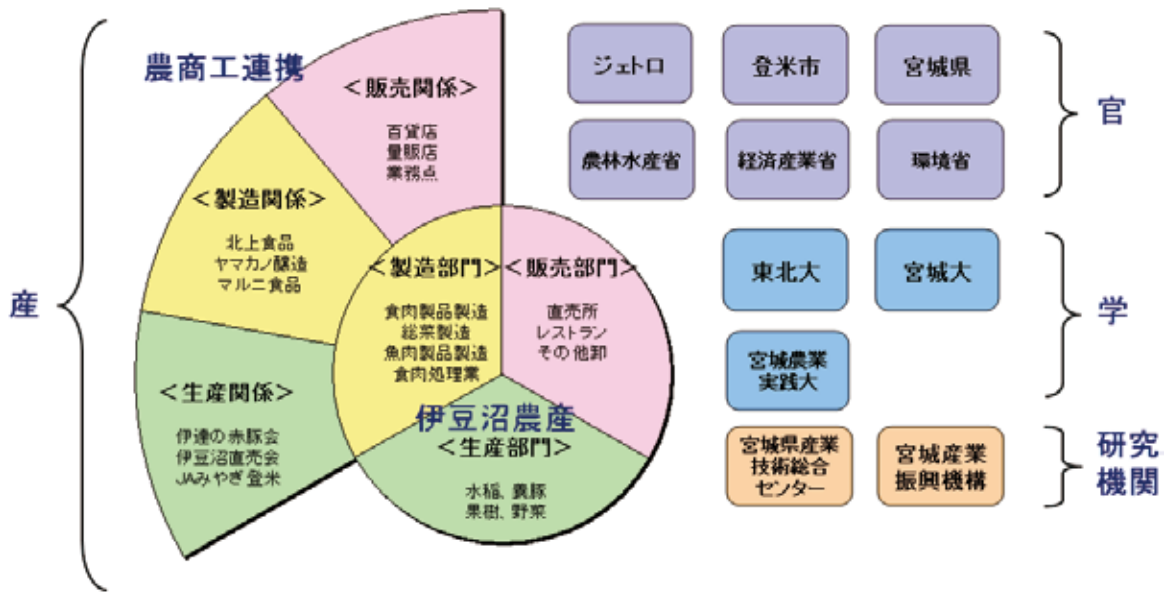 産
農商工連携
＜販売関係＞
百貨店
量販店
業務点
＜製造関係＞
北上食品
ヤマカノ醸造
マルニ食品
＜生産関係＞
伊達の赤豚会
伊豆沼直売会
JAみやぎ登米
＜製造部門＞
食肉製品製造
総菜製造
魚肉製品製造
食肉処理業
＜販売部門＞
直売所
レストラン
その他卸
伊豆沼農産
＜生産部門＞
水稲、養豚
果樹、野菜
ジェトロ
登米市
宮城県
農林水産省
経済産業省
環境省
官
東北大
宮城大
宮城農業
実践大
学
宮城県産業
技術総合
センター
宮城産業
振興機構
研究
機関